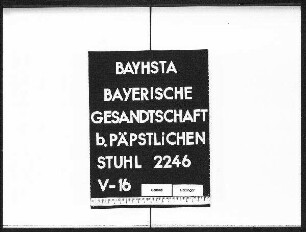 BAYHSTA
BAYERISCHE
GESANDTSCHAFT
b. PÄPSTLiCHEN
STUHL 2246
V-16